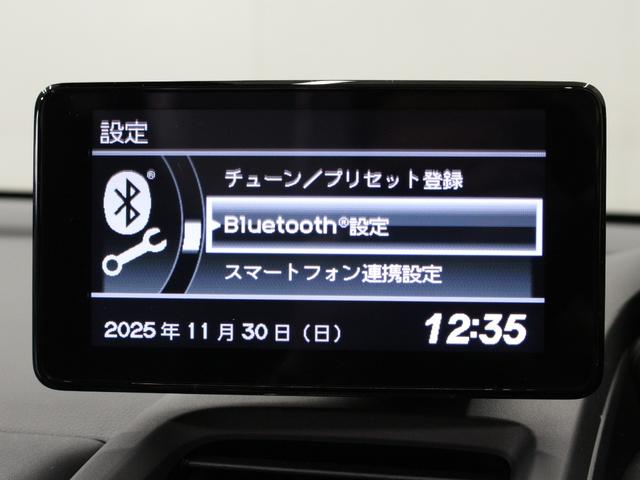 設定
チューン／プリセット登録
Bluetooth®設定
スマートフォン連携設定
®
2025年11月30日（日）
12:35